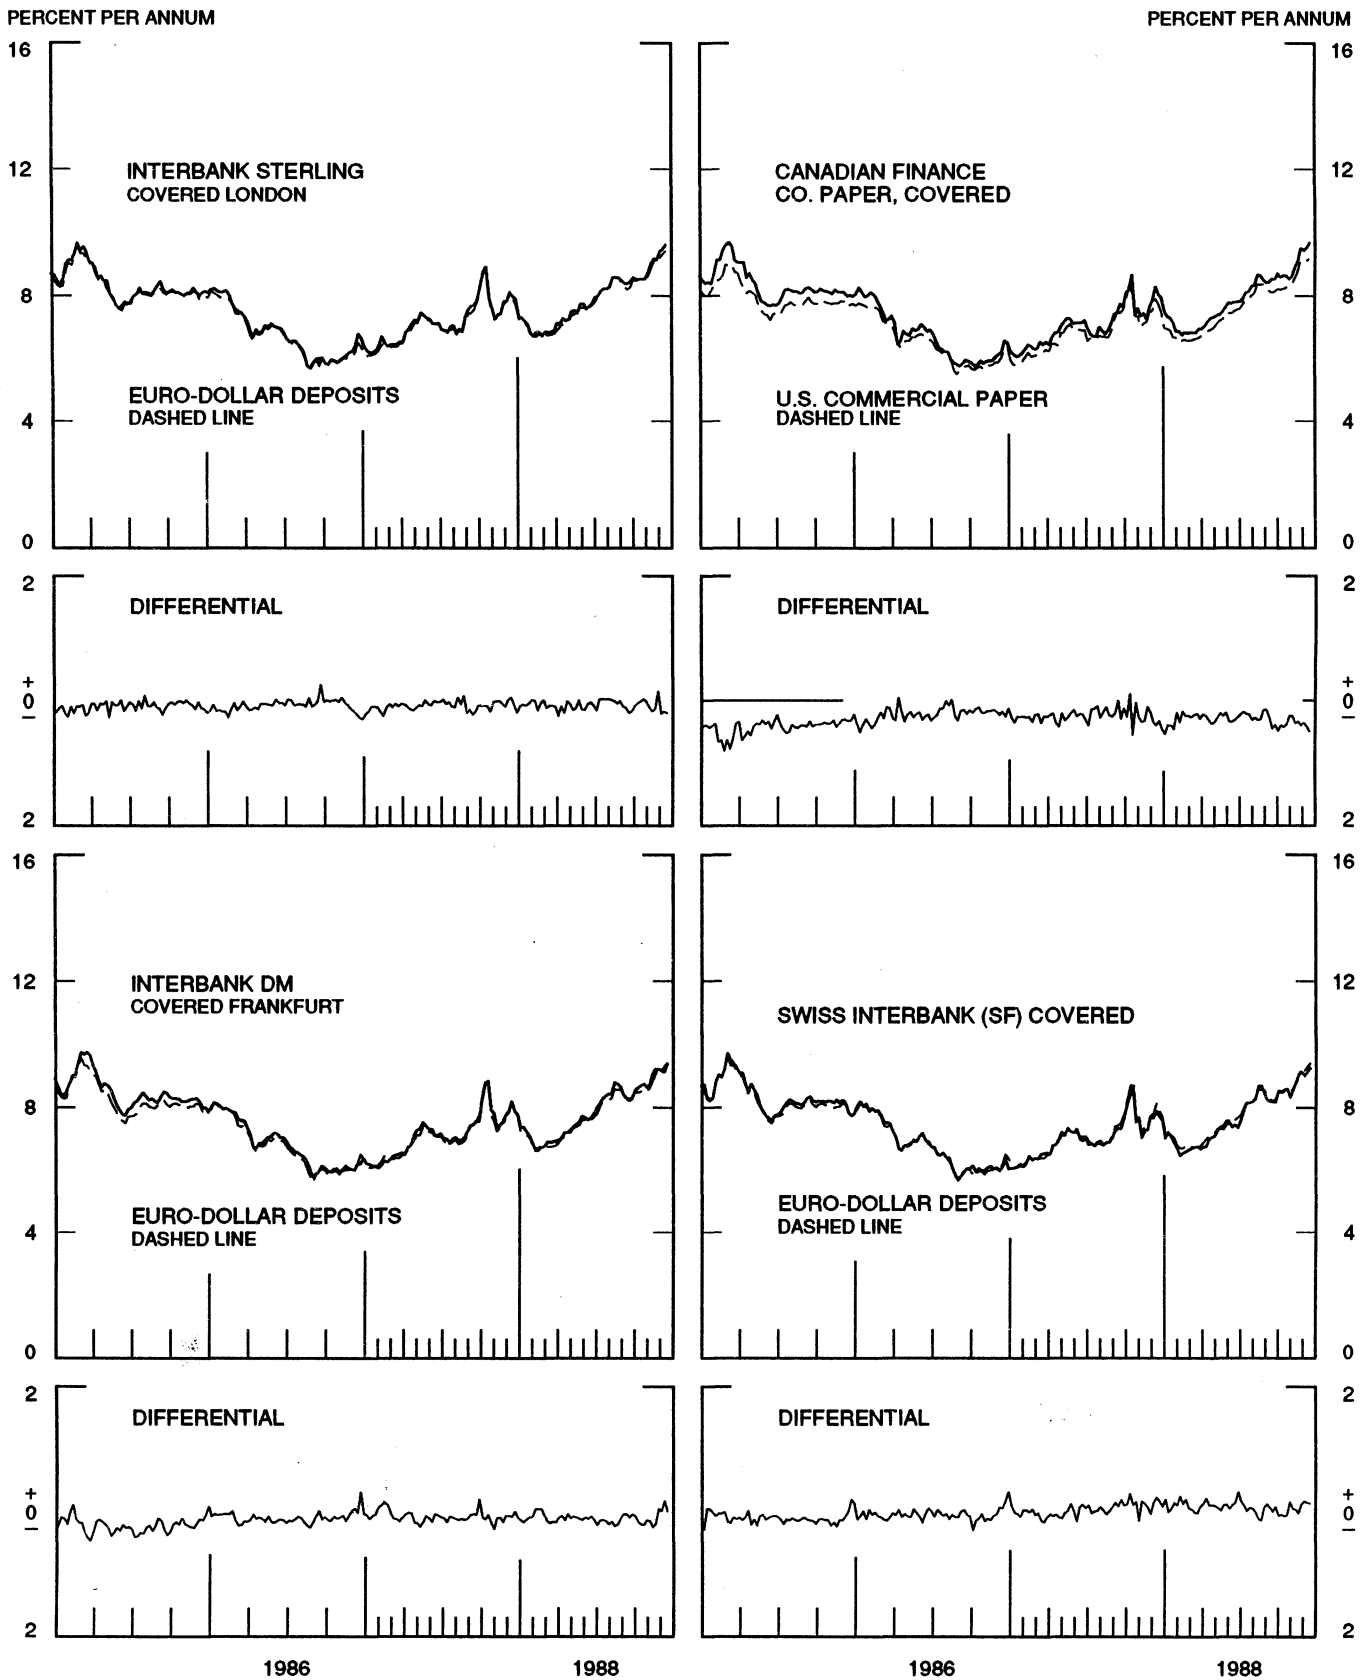 PERCENT PER ANNUM
PERCENT PER ANNUM
16
12
8
4
0
INTERBANK STERLING
COVERED LONDON
EURO-DOLLAR DEPOSITS
DASHED LINE
CANADIAN FINANCE
CO. PAPER, COVERED
U.S. COMMERCIAL PAPER
DASHED LINE
16
12
8
4
0
2
+
0
–
2
DIFFERENTIAL
DIFFERENTIAL
2
+
0
–
2
16
12
8
4
0
INTERBANK DM
COVERED FRANKFURT
EURO-DOLLAR DEPOSITS
DASHED LINE
SWISS INTERBANK (SF) COVERED
EURO-DOLLAR DEPOSITS
DASHED LINE
16
12
8
4
0
2
+
0
–
2
DIFFERENTIAL
DIFFERENTIAL
2
+
0
–
2
1986
1988
1986
1988